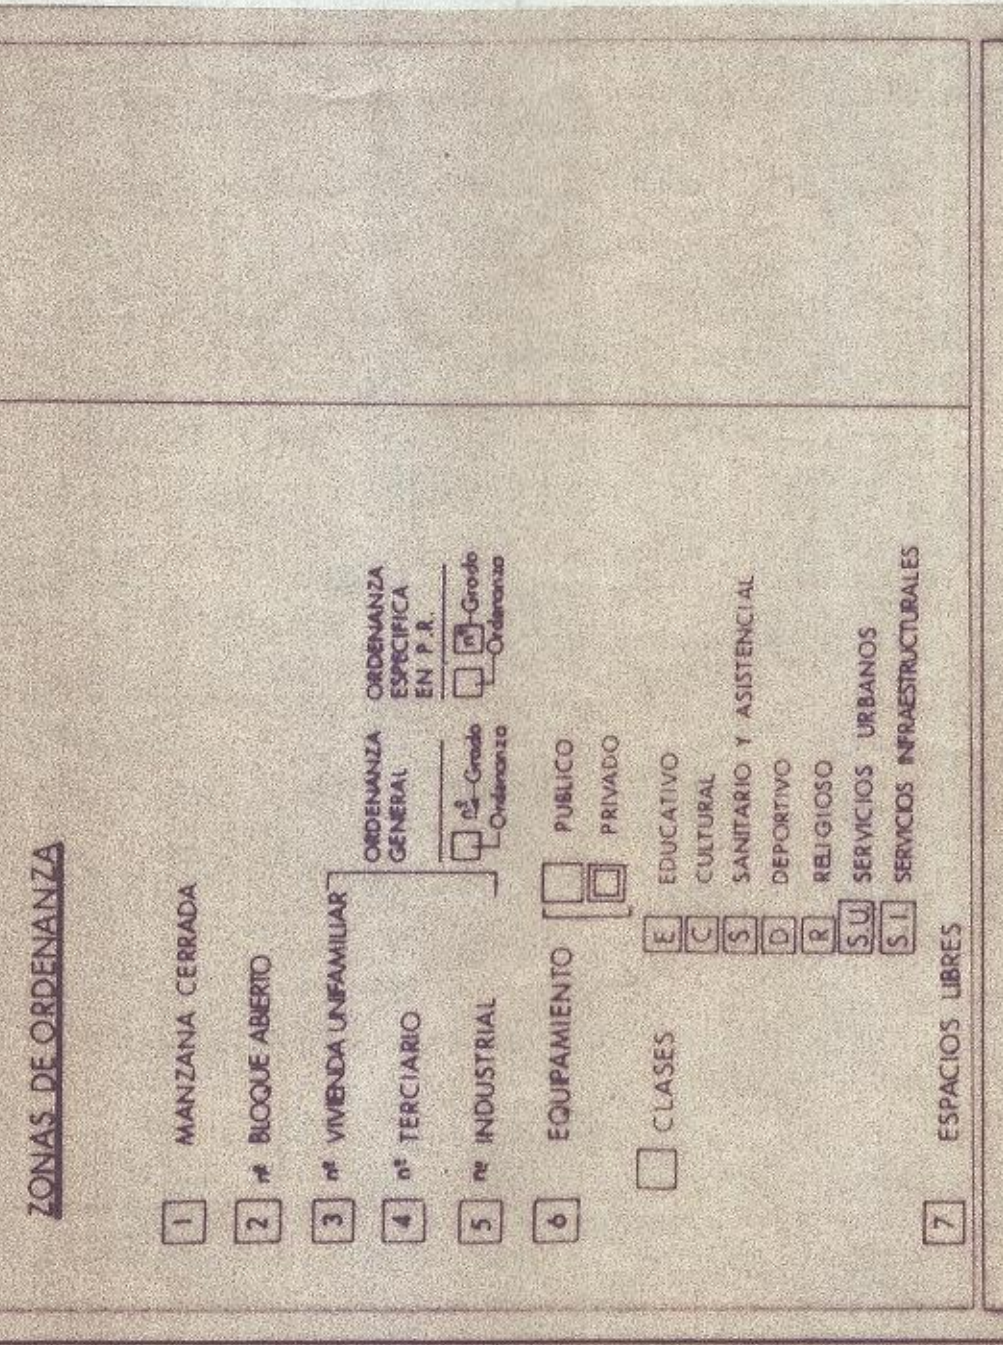 ZONAS DE ORDENANZA
1 MANZANA CERRADA
2 nº BLOQUE ABIERTO
3 nº VIVIENDA UNIFAMILIAR
4 nº TERCIARIO
5 nº INDUSTRIAL
ORDENANZA
GENERAL
nº Grado
Ordenanza
ORDENANZA
ESPECIFICA
EN P.R.
nº Grado
Ordenanza
6 EQUIPAMIENTO
PUBLICO
PRIVADO
CLASES
E EDUCATIVO
C CULTURAL
S SANITARIO Y ASISTENCIAL
D DEPORTIVO
R RELIGIOSO
S.U. SERVICIOS URBANOS
S.I. SERVICIOS INFRAESTRUCTURALES
7 ESPACIOS LIBRES